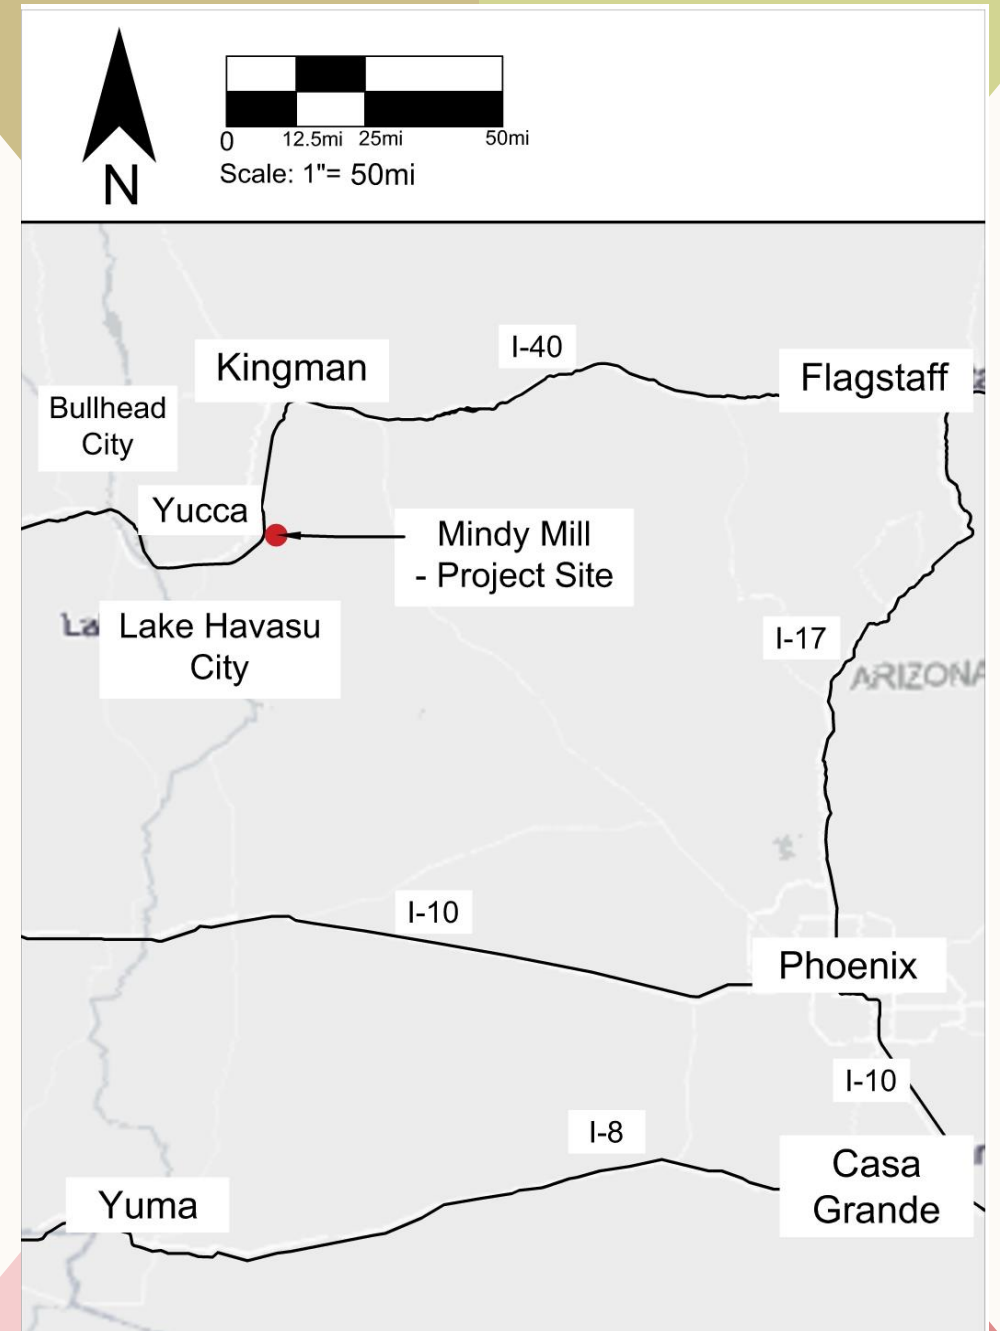 N
0 12.5mi 25mi 50mi
Scale: 1"= 50mi
I-40
Kingman
Flagstaff
Bullhead
City
Yucca
Mindy Mill
- Project Site
La
Lake Havasu
City
I-17
ARIZONA
I-10
Phoenix
I-10
I-8
Casa
Grande
Yuma